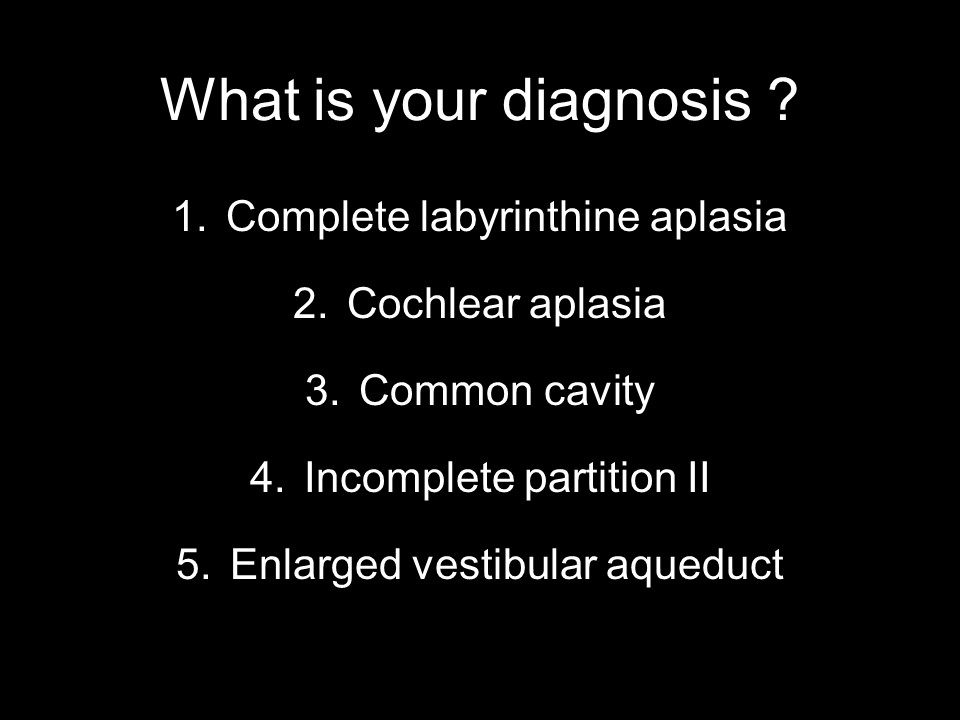 What is your diagnosis ?
1. Complete labyrinthine aplasia
2. Cochlear aplasia
3. Common cavity
4. Incomplete partition II
5. Enlarged vestibular aqueduct